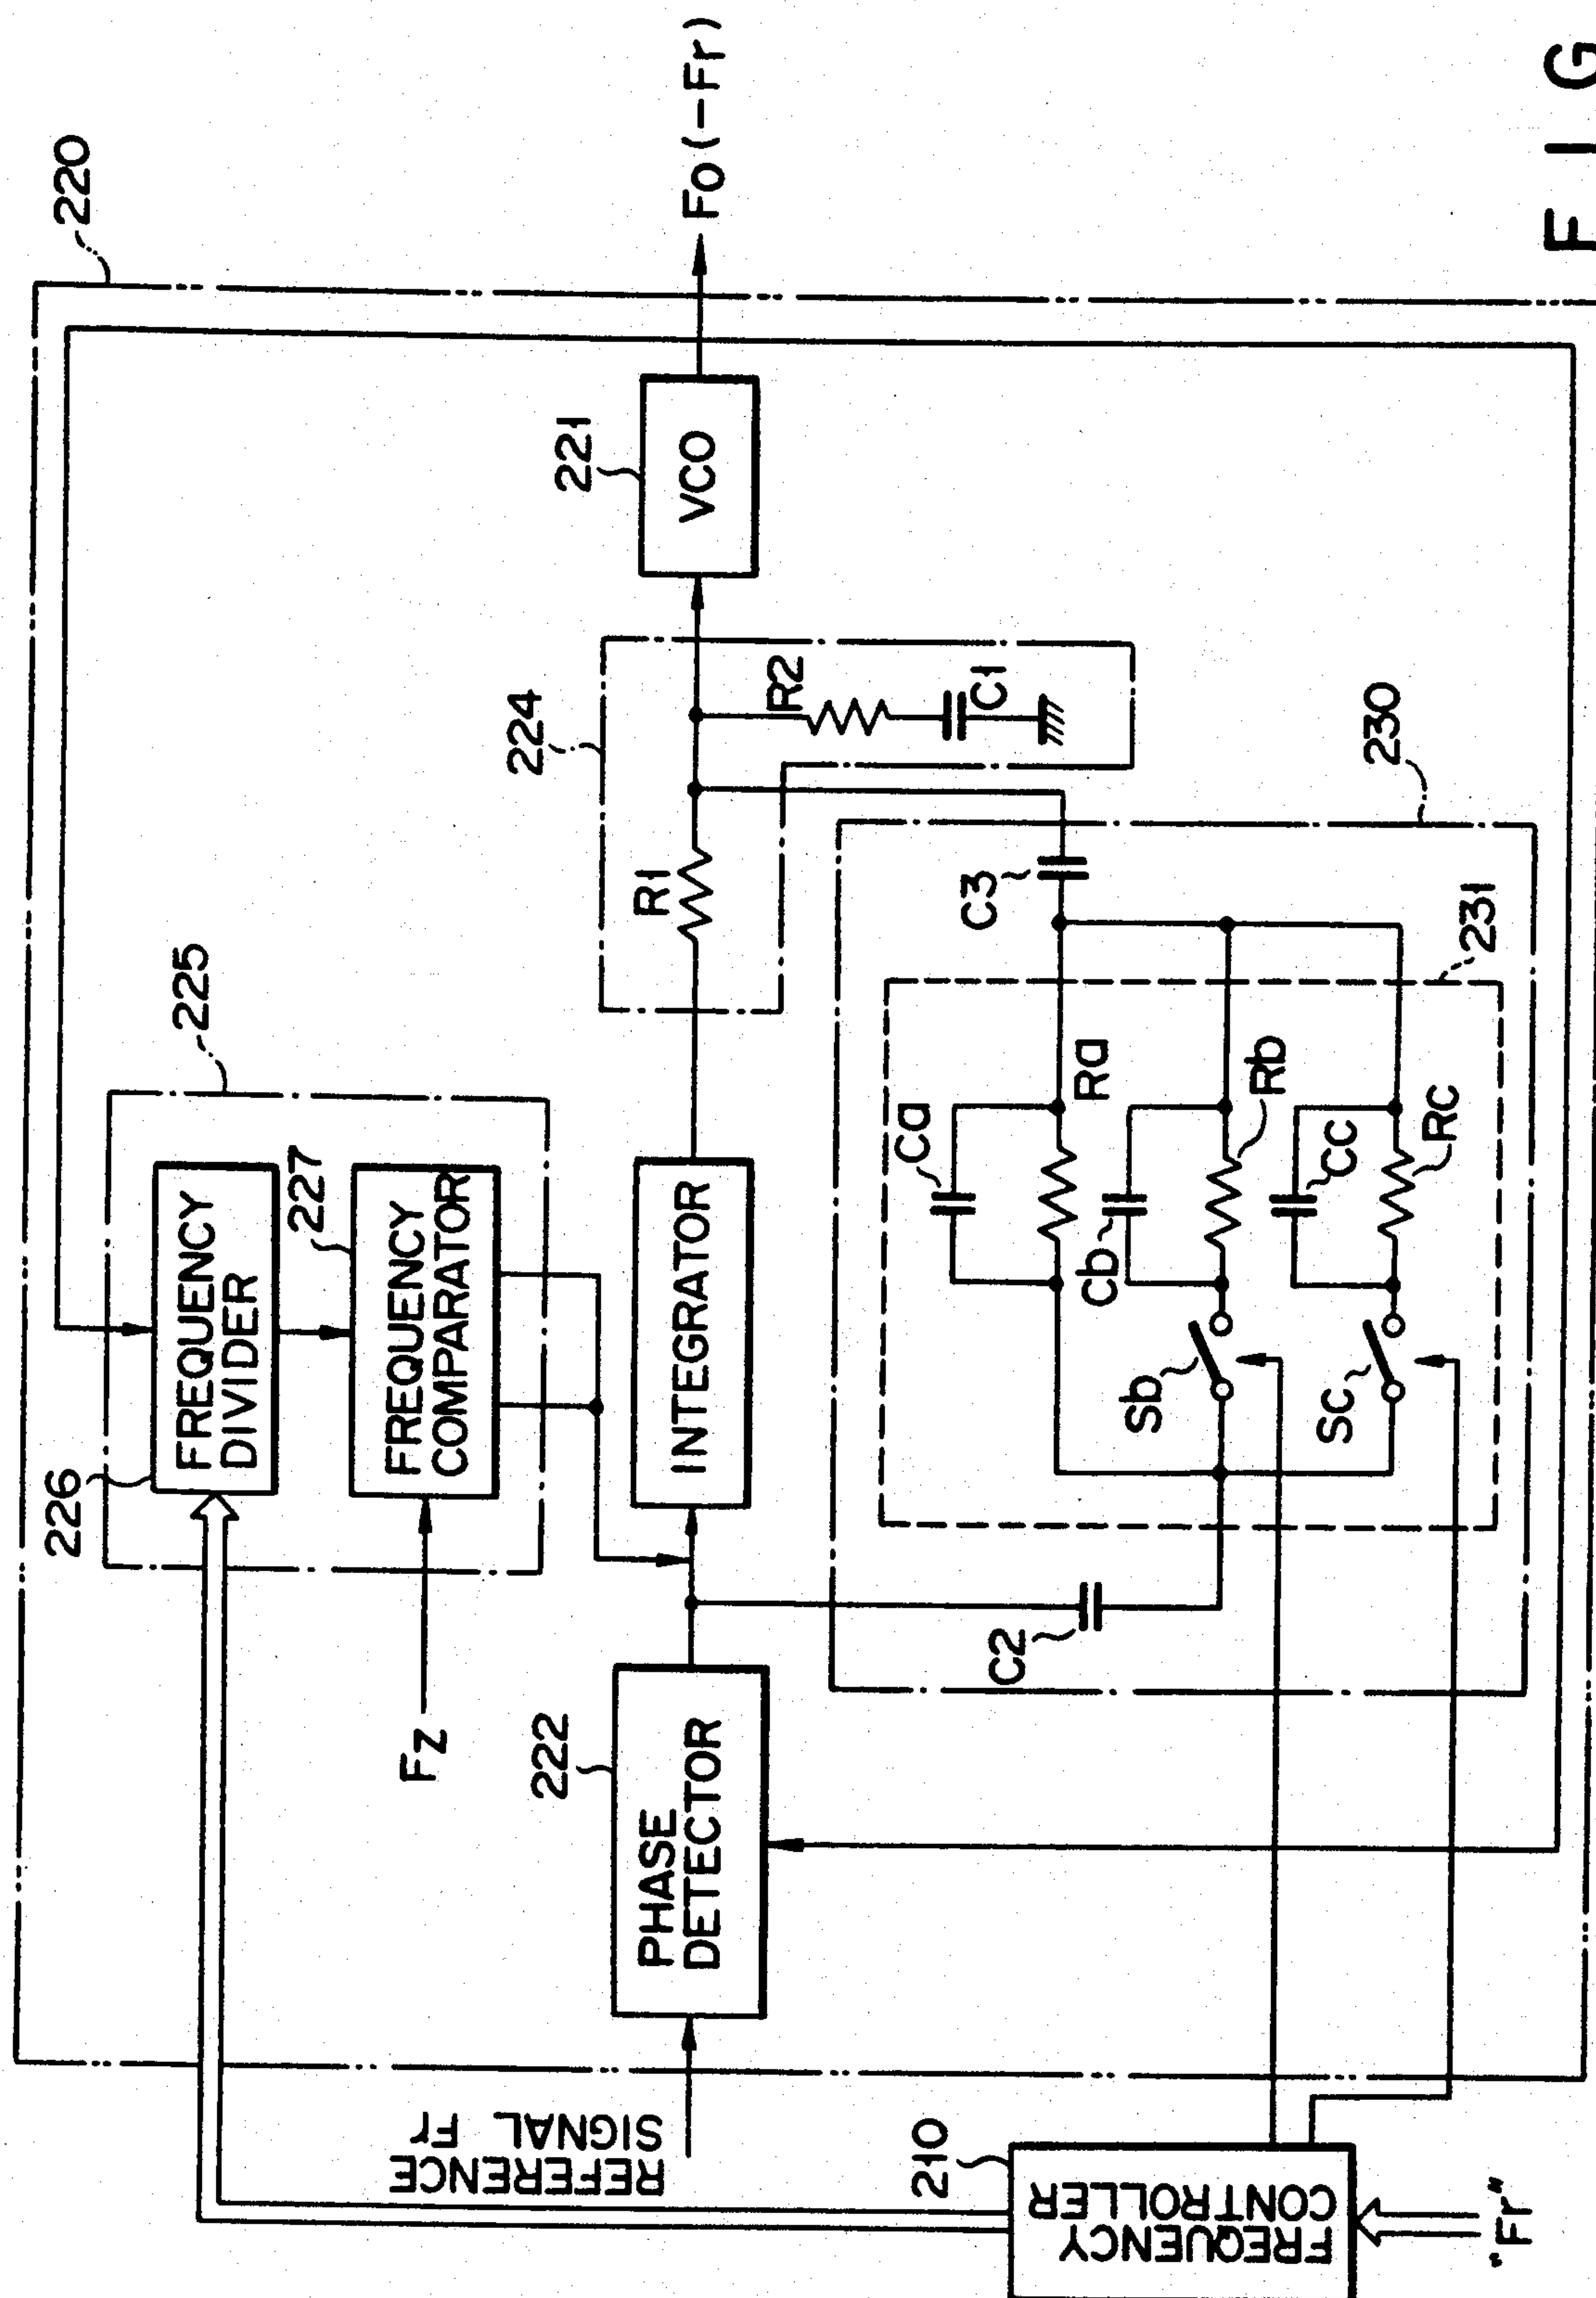 220
225
226
FREQUENCY
DIVIDER
227
FREQUENCY
COMPARATOR
Fz
REFERENCE
SIGNAL Fr
222
PHASE
DETECTOR
INTEGRATOR
224
R1
R2
C1
221
VCO
Fo(-Fr)
230
231
C2
C3
Ca
Ra
Cb
Rb
Sb
CC
RC
SC
210
FREQUENCY
CONTROLLER
"Fr"
FIG